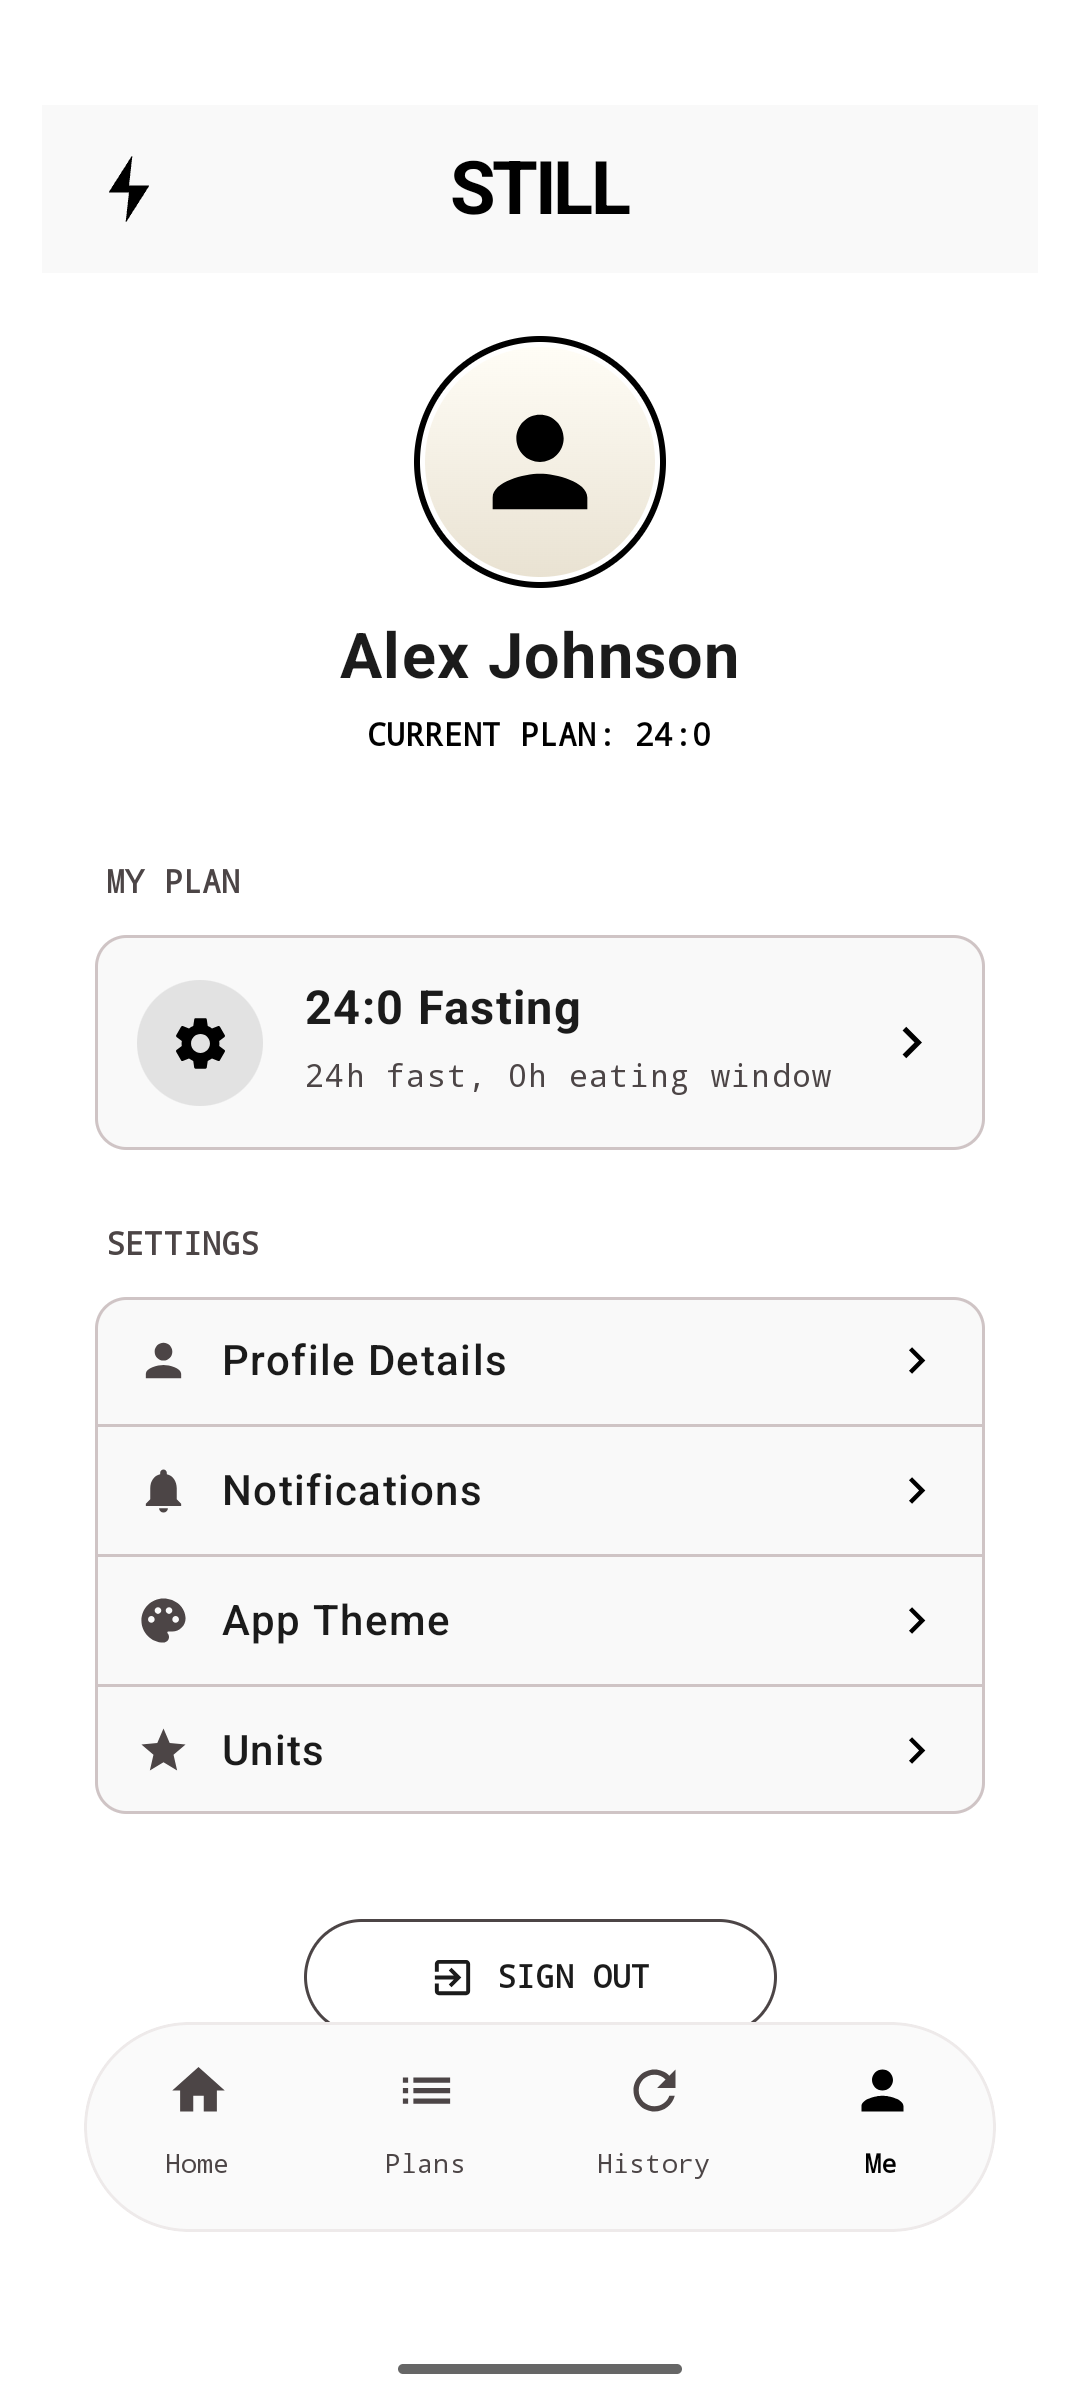 STILL
Alex Johnson
CURRENT PLAN: 24:0
MY PLAN
24:0 Fasting
24h fast, 0h eating window
SETTINGS
Profile Details
Notifications
App Theme
Units
SIGN OUT
Home
Plans
History
Me